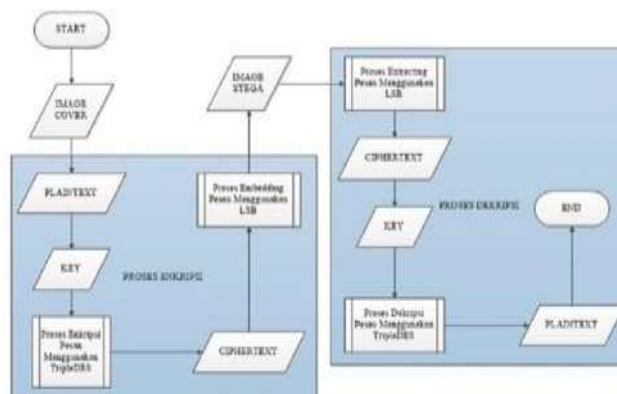 START
IMAGE
COVER
PLAINTEXT
KEY
PROSES ENKRIPSI
Proses Enkripsi
Pesan
Menggunakan
TripleDES
CIPHERTEXT
Proses Embedding
Pesan Menggunakan
LSB
IMAGE
STEGA
Proses Extracting
Pesan Menggunakan
LSB
CIPHERTEXT
KEY
PROSES DEKRIPSI
Proses Dekripsi
Pesan Menggunakan
TripleDES
PLAINTEXT
END